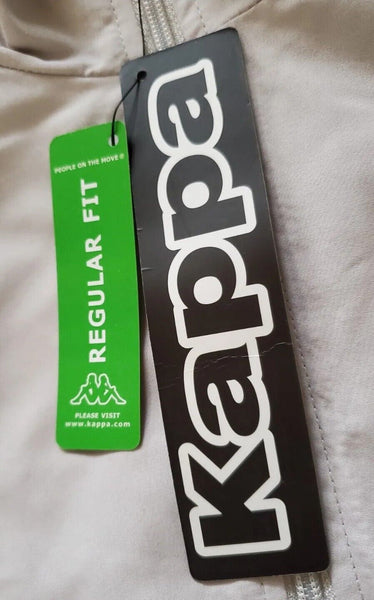 PEOPLE ON THE MOVE®
REGULAR FIT
PLEASE VISIT
www.kappa.com
Kappa